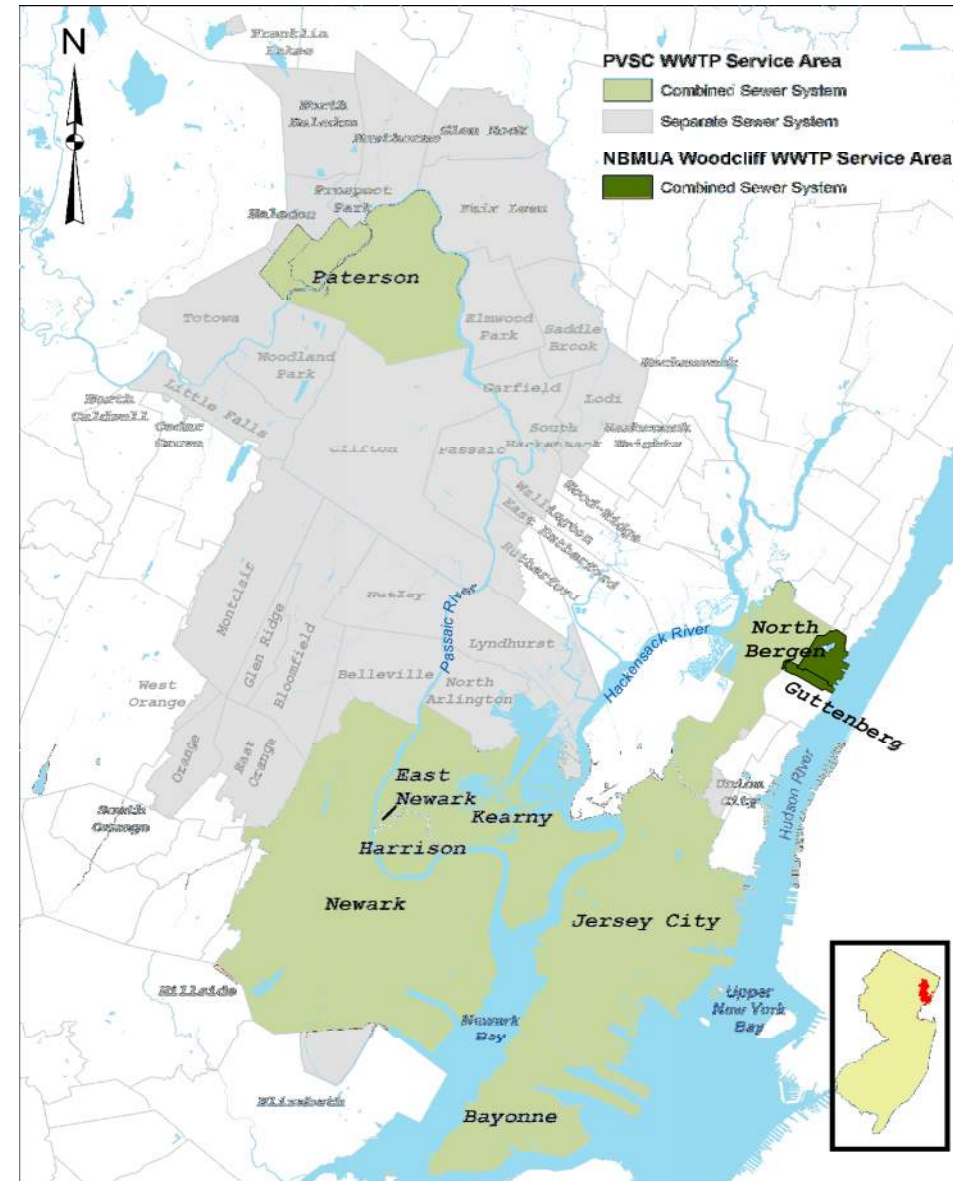 N
PVSC WWTP Service Area
Combined Sewer System
Separate Sewer System
NBMUA Woodcliff WWTP Service Area
Combined Sewer System
Franklin
Lakes
North
Haledon
Hawthorne
Glen Rock
Prospect
Park
Haledon
Fair Lawn
Paterson
Totowa
Elmwood
Park
Saddle
Brook
Woodland
Park
Hackensack
Little Falls
Garfield
Lodi
North
Caldwell
Cedar
Grove
Clifton
Passaic
South
Hackensack
Hasbrouck
Heights
Wallington
Wood-Ridge
East Rutherford
Rutherford
Montclair
Glen Ridge
Bloomfield
Nutley
Passaic River
Lyndhurst
Hackensack River
North
Bergen
Belleville
North
Arlington
West
Orange
Guttenberg
Orange
East
Orange
South
Orange
East
Newark
Kearny
Union
City
Hudson River
Harrison
Newark
Jersey City
Hillside
Newark
Bay
Upper
New York
Bay
Elizabeth
Bayonne